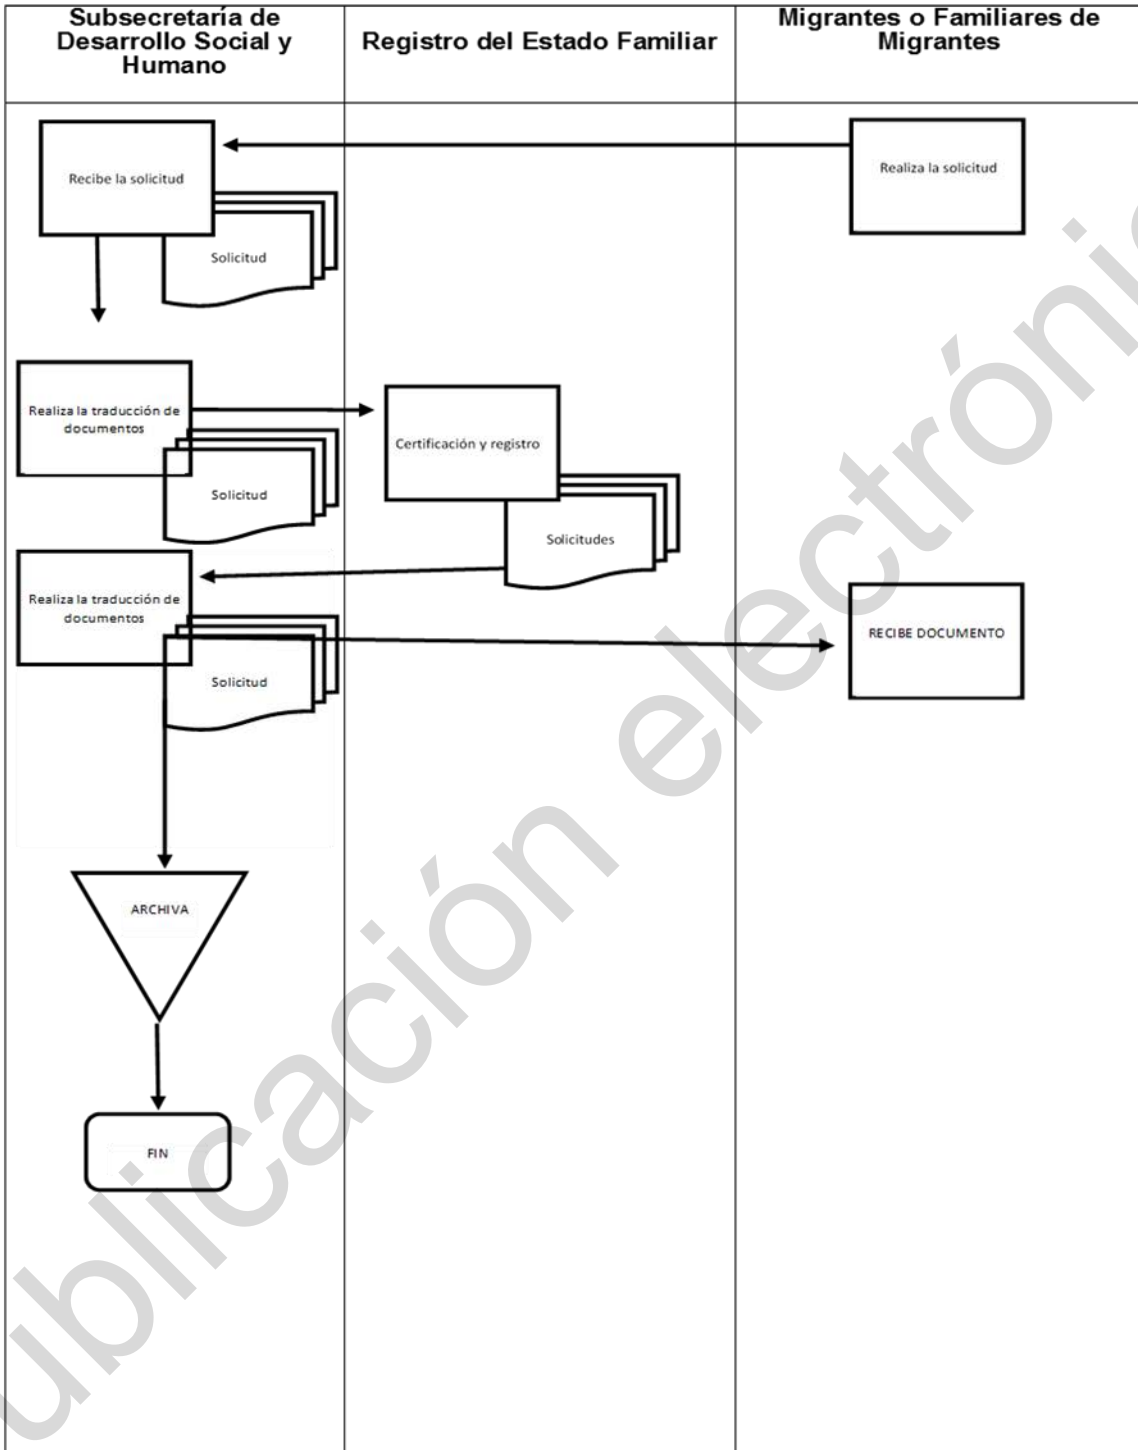 Subsecretaría de
Desarrollo Social y
Humano
Registro del Estado Familiar
Migrantes o Familiares de
Migrantes
Recibe la solicitud
Realiza la solicitud
Solicitud
Realiza la traducción de
documentos
Certificación y registro
Solicitud
Solicitudes
Realiza la traducción de
documentos
RECIBE DOCUMENTO
Solicitud
ARCHIVA
FIN
ublicación electrónic